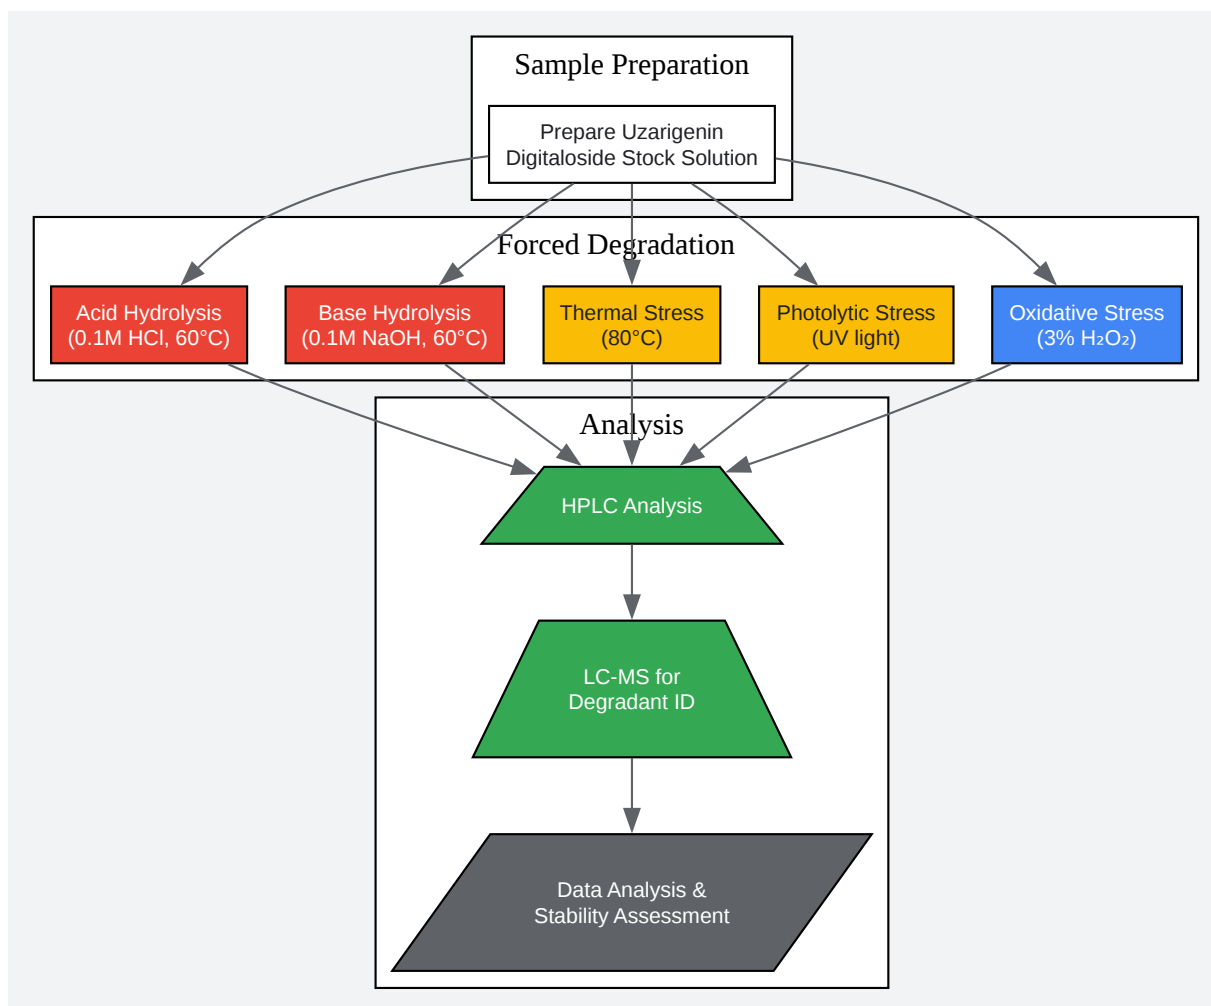 Sample Preparation
Prepare Uzarigenin
Digitaloside Stock Solution
Forced Degradation
Acid Hydrolysis
(0.1M HCl, 60°C)
Base Hydrolysis
(0.1M NaOH, 60°C)
Thermal Stress
(80°C)
Photolytic Stress
(UV light)
Oxidative Stress
(3% H₂O₂)
Analysis
HPLC Analysis
LC-MS for
Degradant ID
Data Analysis &
Stability Assessment